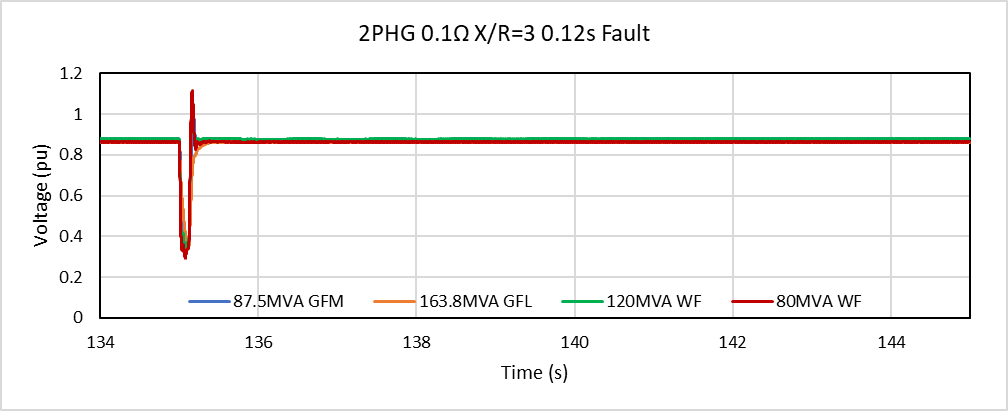 2PHG 0.1Ω X/R=3 0.12s Fault
1.2
1
0.8
0.6
0.4
0.2
0
Voltage (pu)
87.5MVA GFM 163.8MVA GFL 120MVA WF 80MVA WF
134 136 138 140 142 144
Time (s)